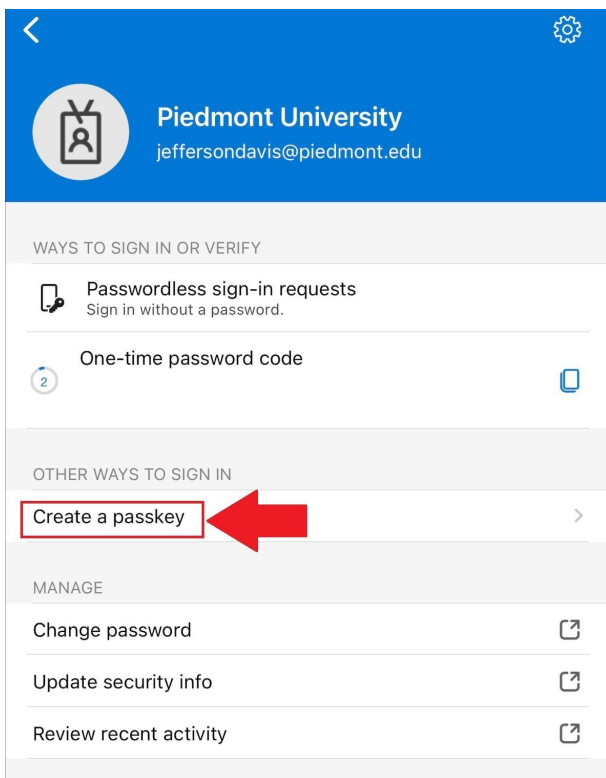 Piedmont University
jeffersondavis@piedmont.edu
WAYS TO SIGN IN OR VERIFY
Passwordless sign-in requests
Sign in without a password.
One-time password code
2
OTHER WAYS TO SIGN IN
Create a passkey
MANAGE
Change password
Update security info
Review recent activity